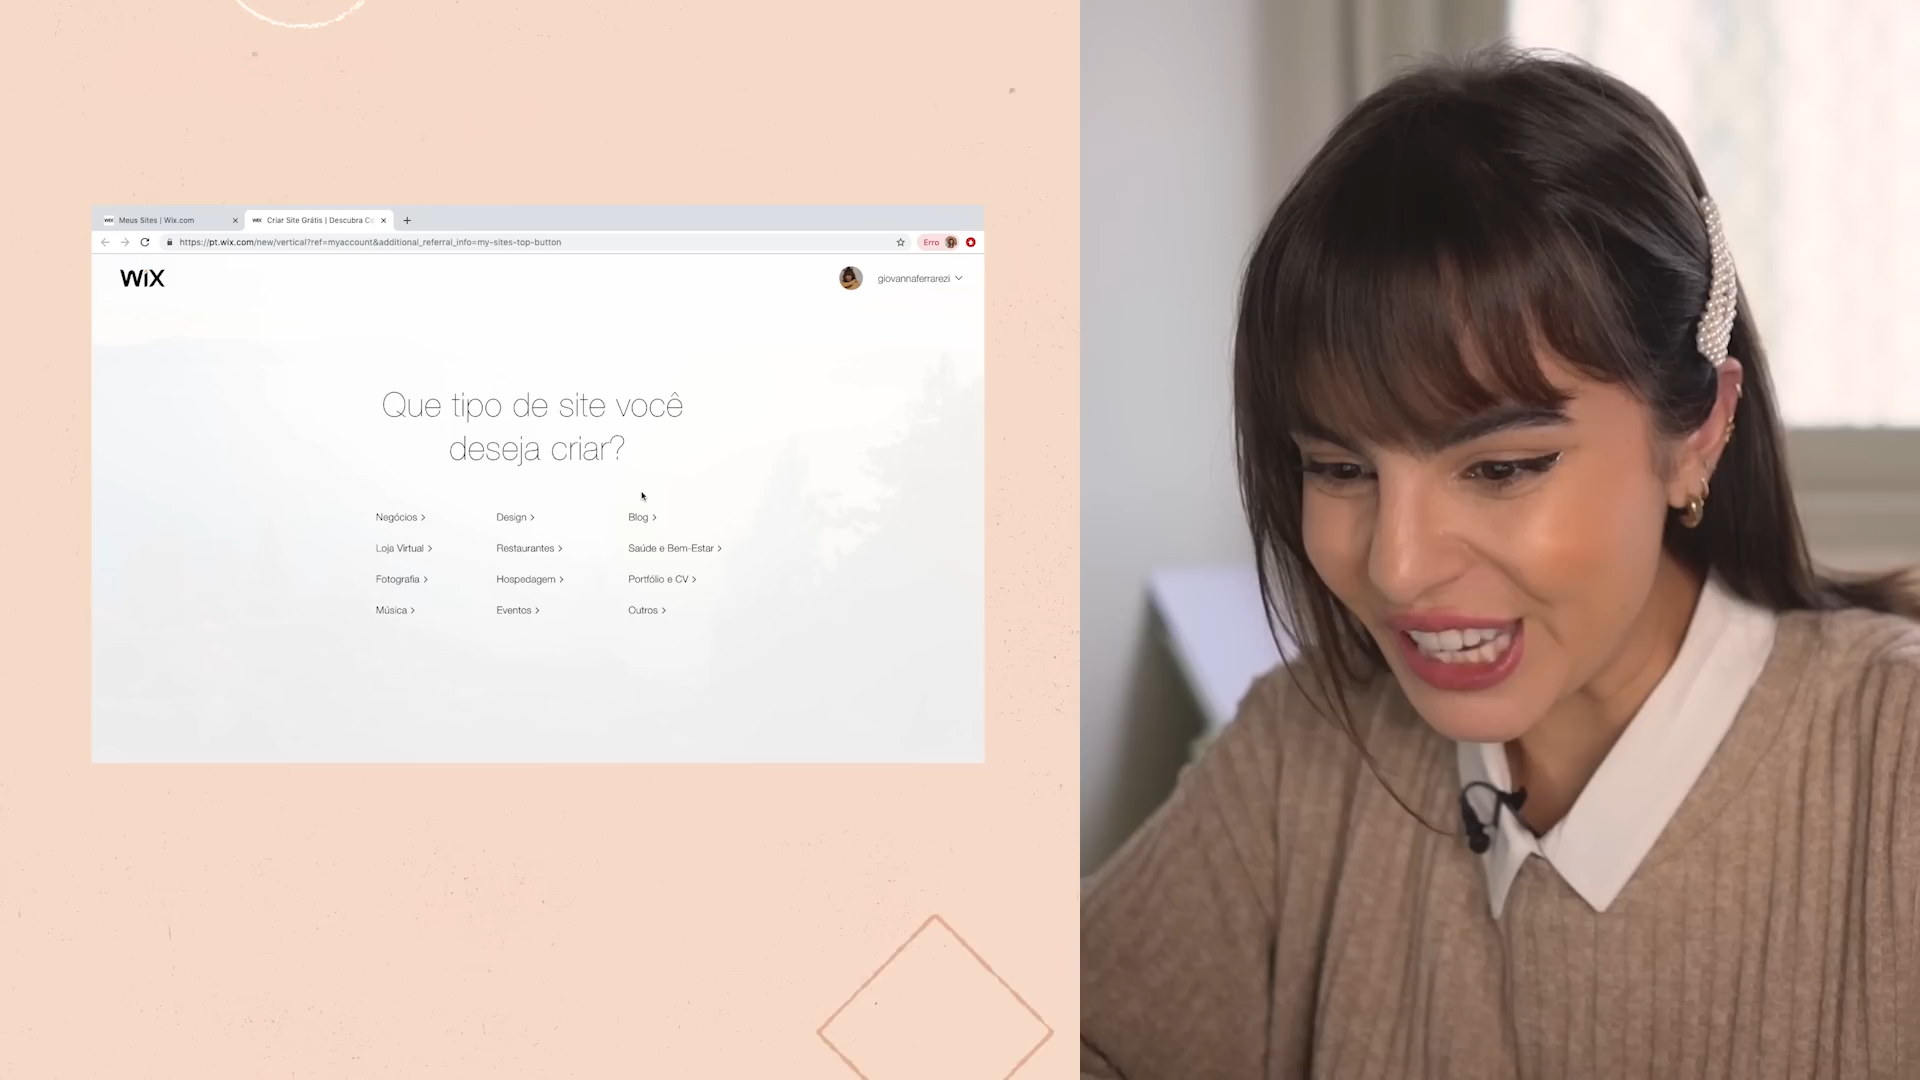 Meus Sites | Wix.com
Criar Site Grátis | Descubra Co
https://pt.wix.com/new/vertical?ref=myaccount&additional_referral_info=my-sites-top-button
Erro
WiX
giovannaferrarezi
Que tipo de site você
deseja criar?
Negócios > Design > Blog >
Loja Virtual > Restaurantes > Saúde e Bem-Estar >
Fotografia > Hospedagem > Portfólio e CV >
Música > Eventos > Outros >